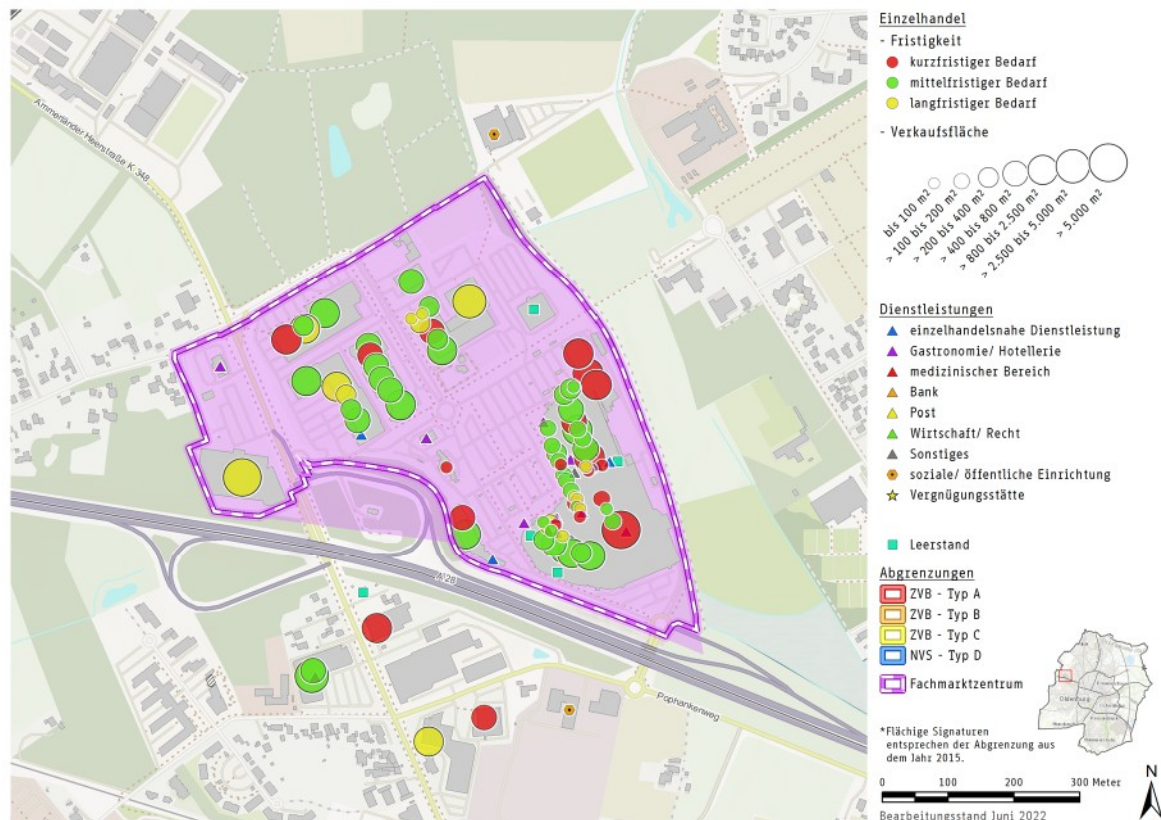 Ammerländer Heerstraße K 348
A 28
Pophankenweg
Einzelhandel
- Fristigkeit
kurzfristiger Bedarf
mittelfristiger Bedarf
langfristiger Bedarf
- Verkaufsfläche
bis 100 m²
> 100 bis 200 m²
> 200 bis 400 m²
> 400 bis 800 m²
> 800 bis 2.500 m²
> 2.500 bis 5.000 m²
> 5.000 m²
Dienstleistungen
einzelhandelsnahe Dienstleistung
Gastronomie/ Hotellerie
medizinischer Bereich
Bank
Post
Wirtschaft/ Recht
Sonstiges
soziale/ öffentliche Einrichtung
Vergnügungsstätte
Leerstand
Abgrenzungen
ZVB - Typ A
ZVB - Typ B
ZVB - Typ C
NVS - Typ D
Fachmarktzentrum
Oldenburg
*Flächige Signaturen
entsprechen der Abgrenzung aus
dem Jahr 2015.
0 100 200 300 Meter
N
Bearbeitungsstand Juni 2022